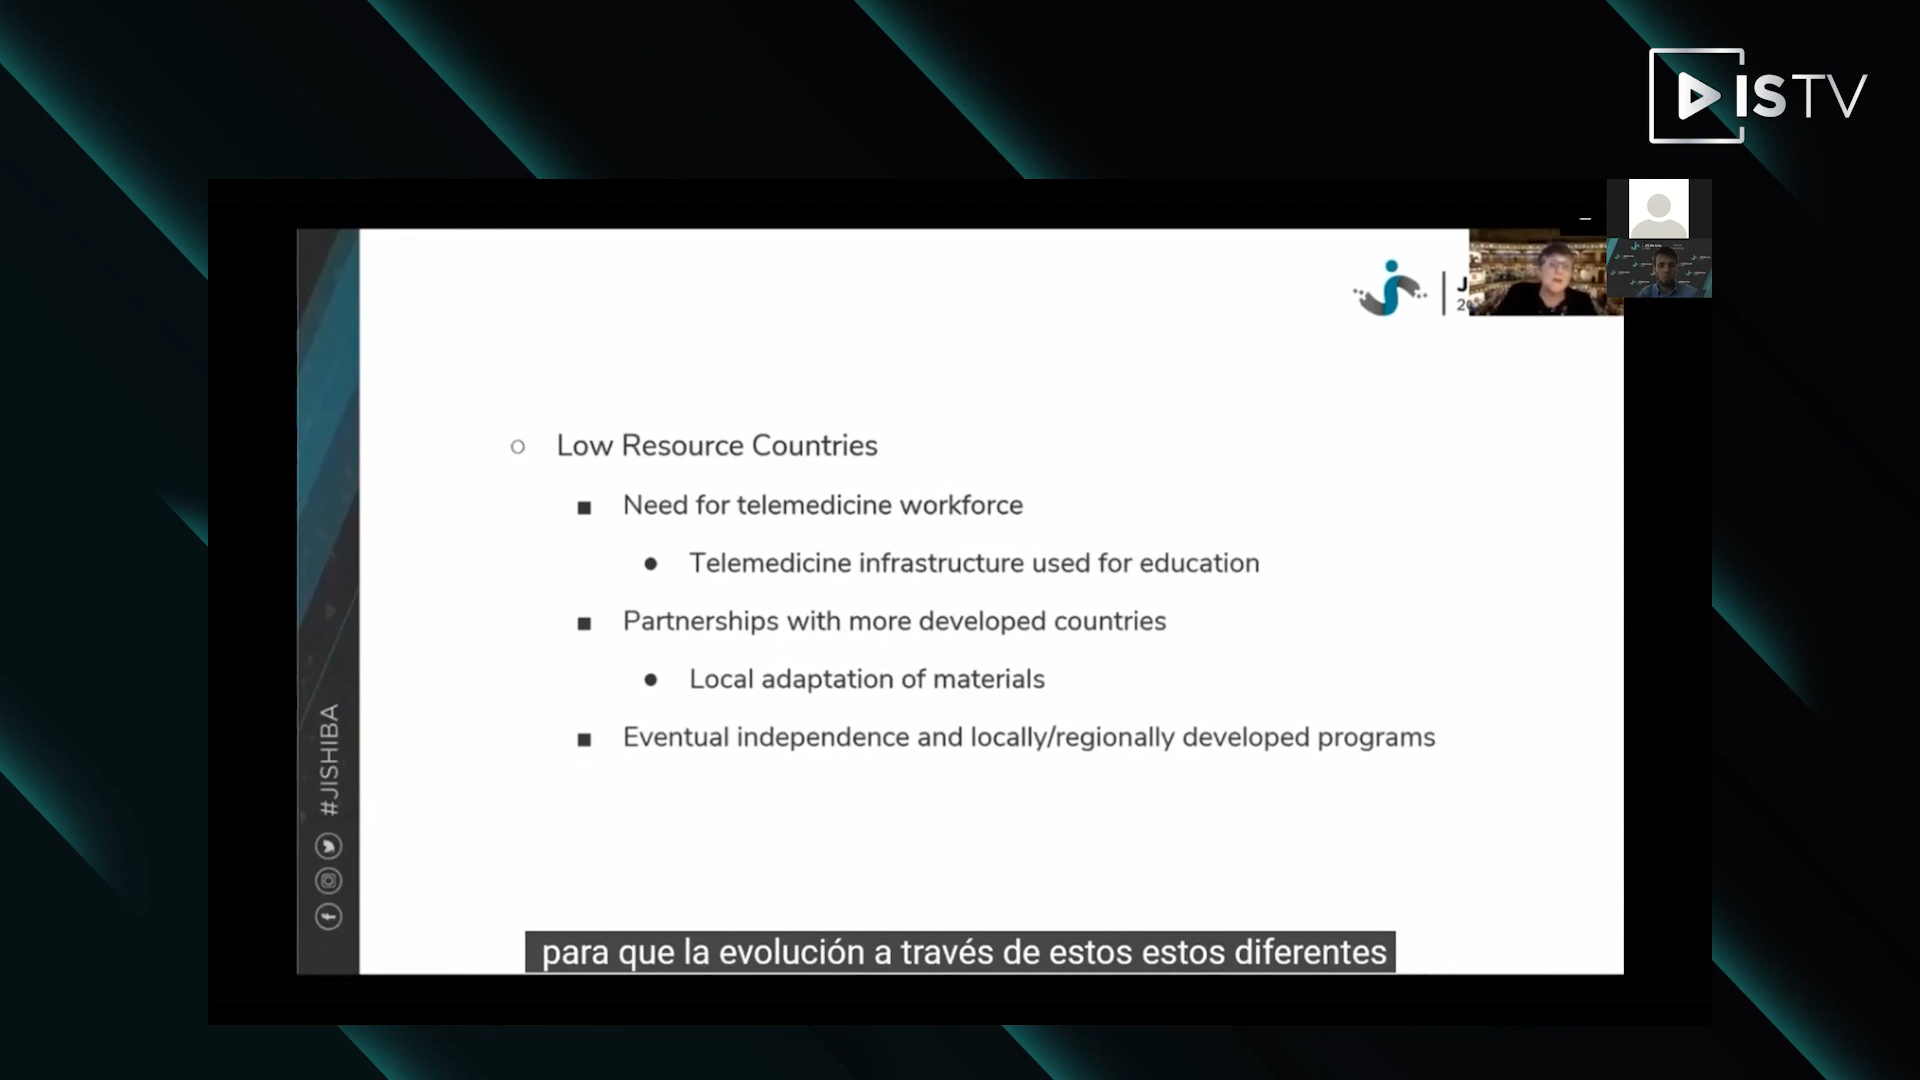 ISTV
Low Resource Countries
Need for telemedicine workforce
Telemedicine infrastructure used for education
Partnerships with more developed countries
Local adaptation of materials
Eventual independence and locally/regionally developed programs
#JISHIBA
para que la evolución a través de estos estos diferentes